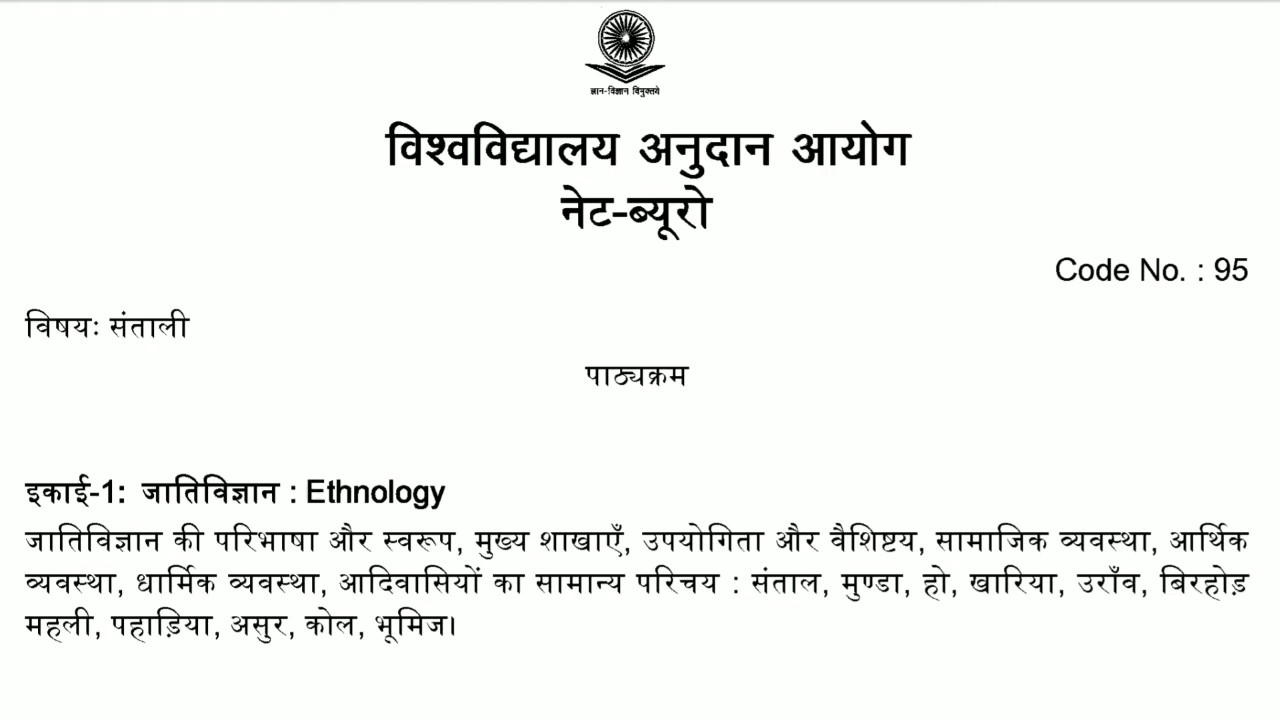 ज्ञान-विज्ञान विमुक्तये
विश्वविद्यालय अनुदान आयोग
नेट-ब्यूरो
Code No. : 95
विषयः संताली
पाठ्यक्रम
इकाई-1: जातिविज्ञान : Ethnology
जातिविज्ञान की परिभाषा और स्वरूप, मुख्य शाखाएँ, उपयोगिता और वैशिष्टय, सामाजिक व्यवस्था, आर्थिक
व्यवस्था, धार्मिक व्यवस्था, आदिवासियों का सामान्य परिचय : संताल, मुण्डा, हो, खारिया, उराँव, बिरहोड़
महली, पहाड़िया, असुर, कोल, भूमिज।